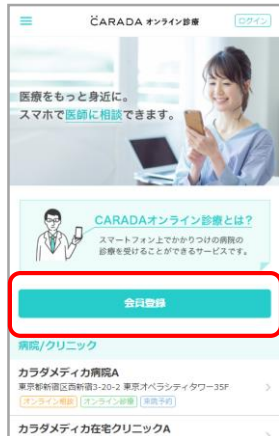 CARADA オンライン診療
ログイン
医療をもっと身近に。
スマホで医師に相談できます。
CARADAオンライン診療とは?
スマートフォン上でかかりつけの病院の
診療を受けることができるサービスです。
会員登録
病院/クリニック
カラダメディカ病院A
東京都新宿区西新宿3-20-2 東京オペラシティタワー35F
オンライン相談 オンライン診療 来院予約
カラダメディカ在宅クリニックA